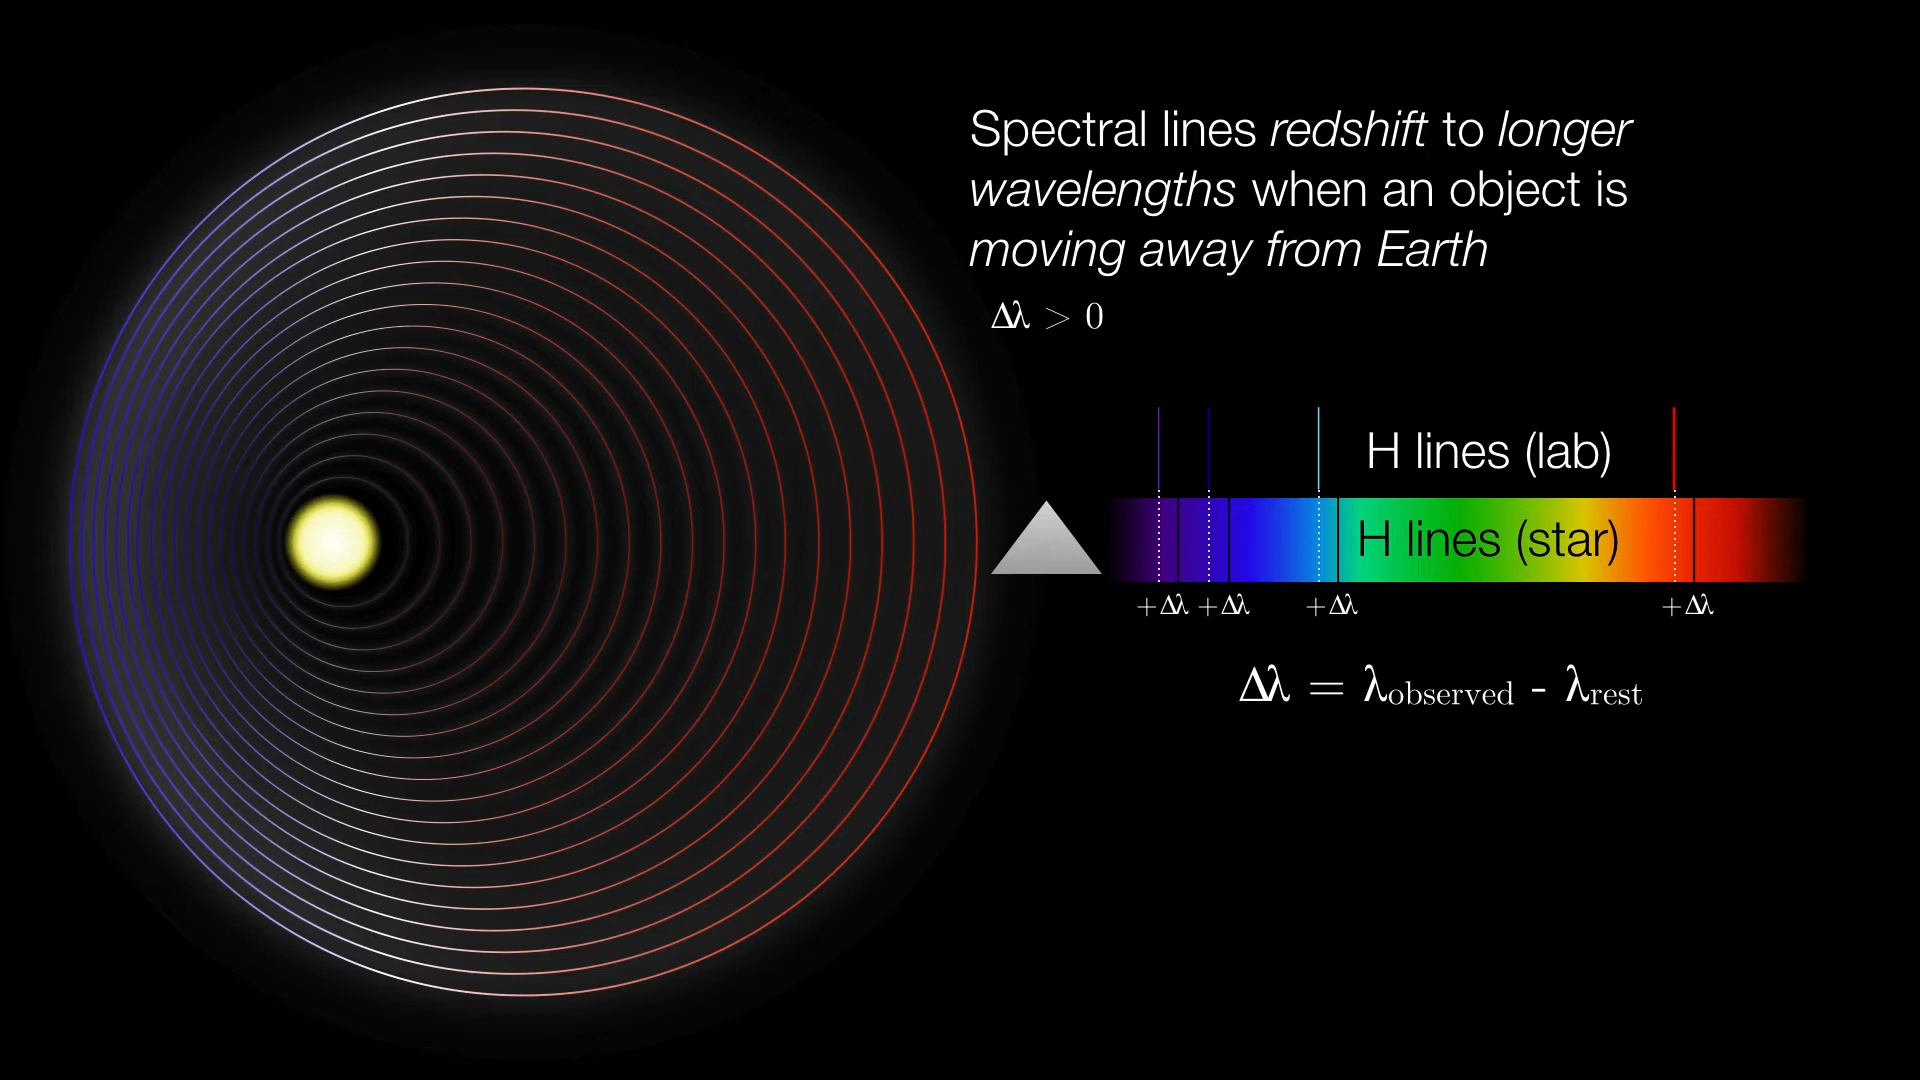 Spectral lines redshift to longer
wavelengths when an object is
moving away from Earth
Δλ > 0
H lines (lab)
H lines (star)
+Δλ +Δλ +Δλ +Δλ
Δλ = λobserved - λrest